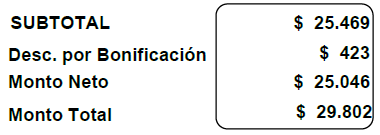 SUBTOTAL $ 25.469
Desc. por Bonificación $ 423
Monto Neto $ 25.046
Monto Total $ 29.802